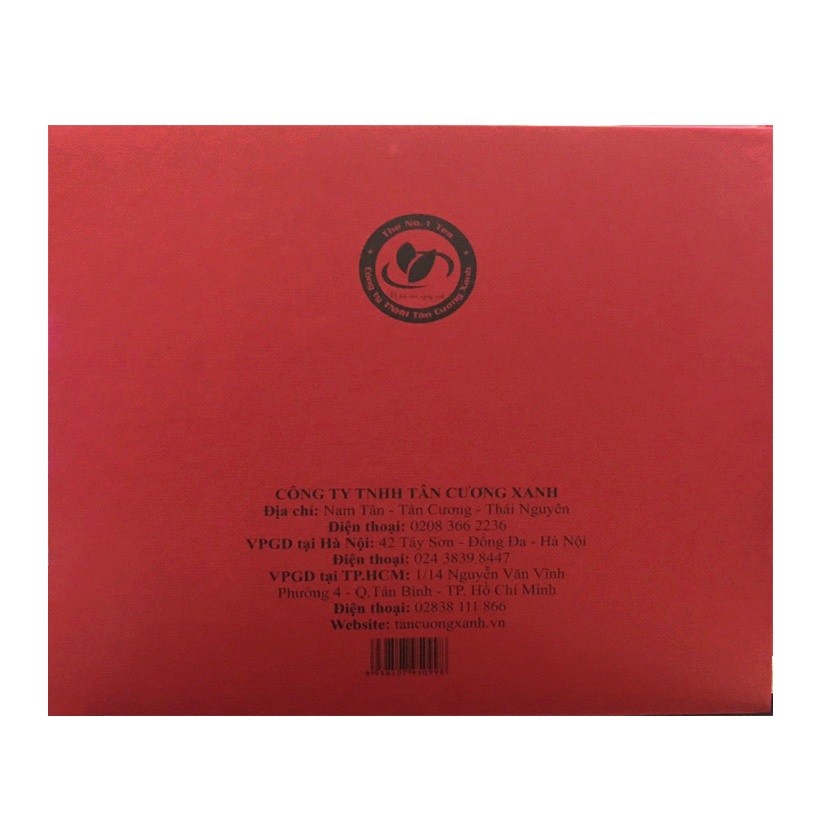 The No.1 Tea
Công ty TNHH Tân Cương Xanh
CÔNG TY TNHH TÂN CƯƠNG XANH
Địa chỉ: Nam Tân - Tân Cương - Thái Nguyên
Điện thoại: 0208 366 2236
VPGD tại Hà Nội: 42 Tây Sơn - Đống Đa - Hà Nội
Điện thoại: 024 3839 8447
VPGD tại TP.HCM: 1/14 Nguyễn Văn Vĩnh
Phường 4 - Q.Tân Bình - TP. Hồ Chí Minh
Điện thoại: 02838 111 866
Website: tancuongxanh.vn